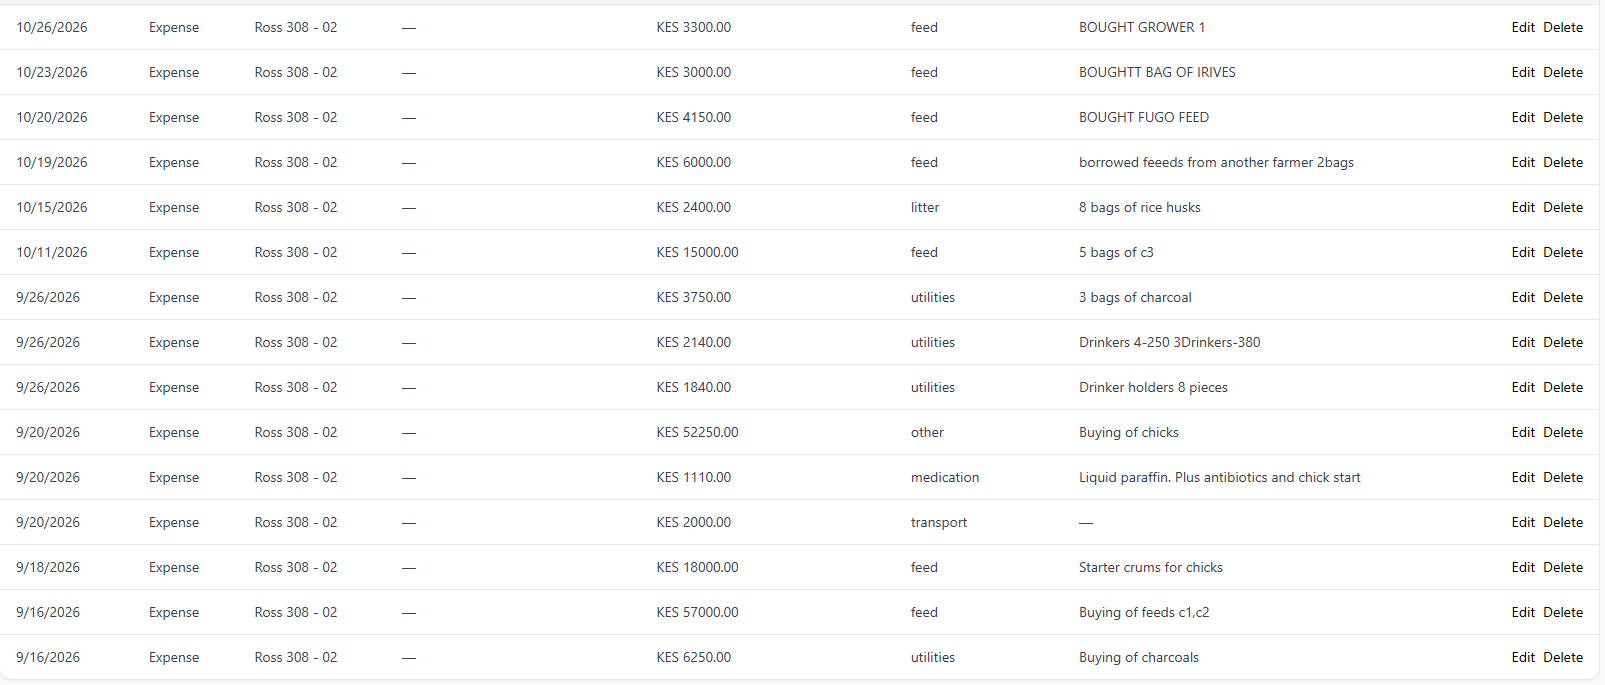 10/26/2026 Expense Ross 308 - 02 — KES 3300.00 feed BOUGHT GROWER 1 Edit Delete
10/23/2026 Expense Ross 308 - 02 — KES 3000.00 feed BOUGHTT BAG OF IRIVES Edit Delete
10/20/2026 Expense Ross 308 - 02 — KES 4150.00 feed BOUGHT FUGO FEED Edit Delete
10/19/2026 Expense Ross 308 - 02 — KES 6000.00 feed borrowed feeeds from another farmer 2bags Edit Delete
10/15/2026 Expense Ross 308 - 02 — KES 2400.00 litter 8 bags of rice husks Edit Delete
10/11/2026 Expense Ross 308 - 02 — KES 15000.00 feed 5 bags of c3 Edit Delete
9/26/2026 Expense Ross 308 - 02 — KES 3750.00 utilities 3 bags of charcoal Edit Delete
9/26/2026 Expense Ross 308 - 02 — KES 2140.00 utilities Drinkers 4-250 3Drinkers-380 Edit Delete
9/26/2026 Expense Ross 308 - 02 — KES 1840.00 utilities Drinker holders 8 pieces Edit Delete
9/20/2026 Expense Ross 308 - 02 — KES 52250.00 other Buying of chicks Edit Delete
9/20/2026 Expense Ross 308 - 02 — KES 1110.00 medication Liquid paraffin. Plus antibiotics and chick start Edit Delete
9/20/2026 Expense Ross 308 - 02 — KES 2000.00 transport — Edit Delete
9/18/2026 Expense Ross 308 - 02 — KES 18000.00 feed Starter crums for chicks Edit Delete
9/16/2026 Expense Ross 308 - 02 — KES 57000.00 feed Buying of feeds c1,c2 Edit Delete
9/16/2026 Expense Ross 308 - 02 — KES 6250.00 utilities Buying of charcoals Edit Delete